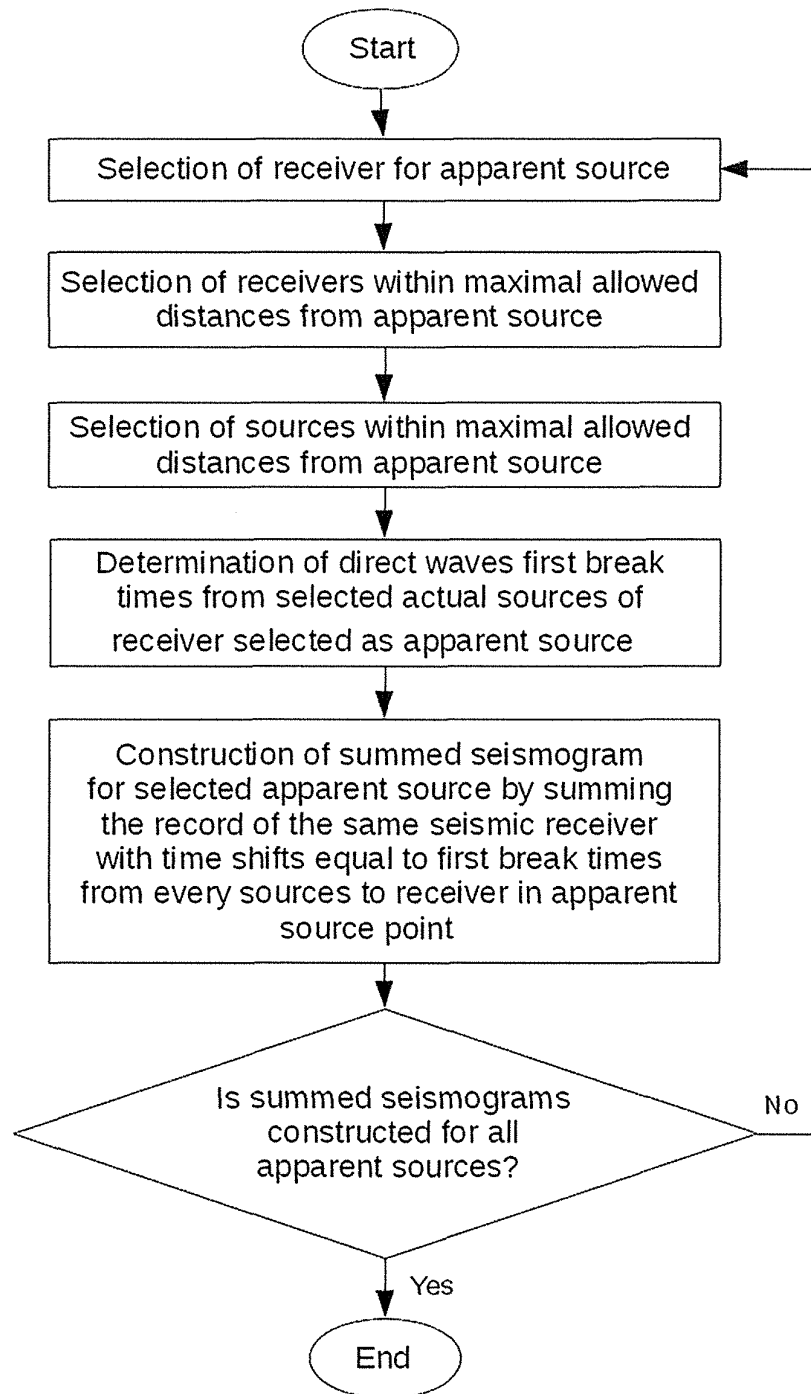 Start
Selection of receiver for apparent source
Selection of receivers within maximal allowed
distances from apparent source
Selection of sources within maximal allowed
distances from apparent source
Determination of direct waves first break
times from selected actual sources of
receiver selected as apparent source
Construction of summed seismogram
for selected apparent source by summing
the record of the same seismic receiver
with time shifts equal to first break times
from every sources to receiver in apparent
source point
Is summed seismograms
constructed for all
apparent sources?
No
Yes
End